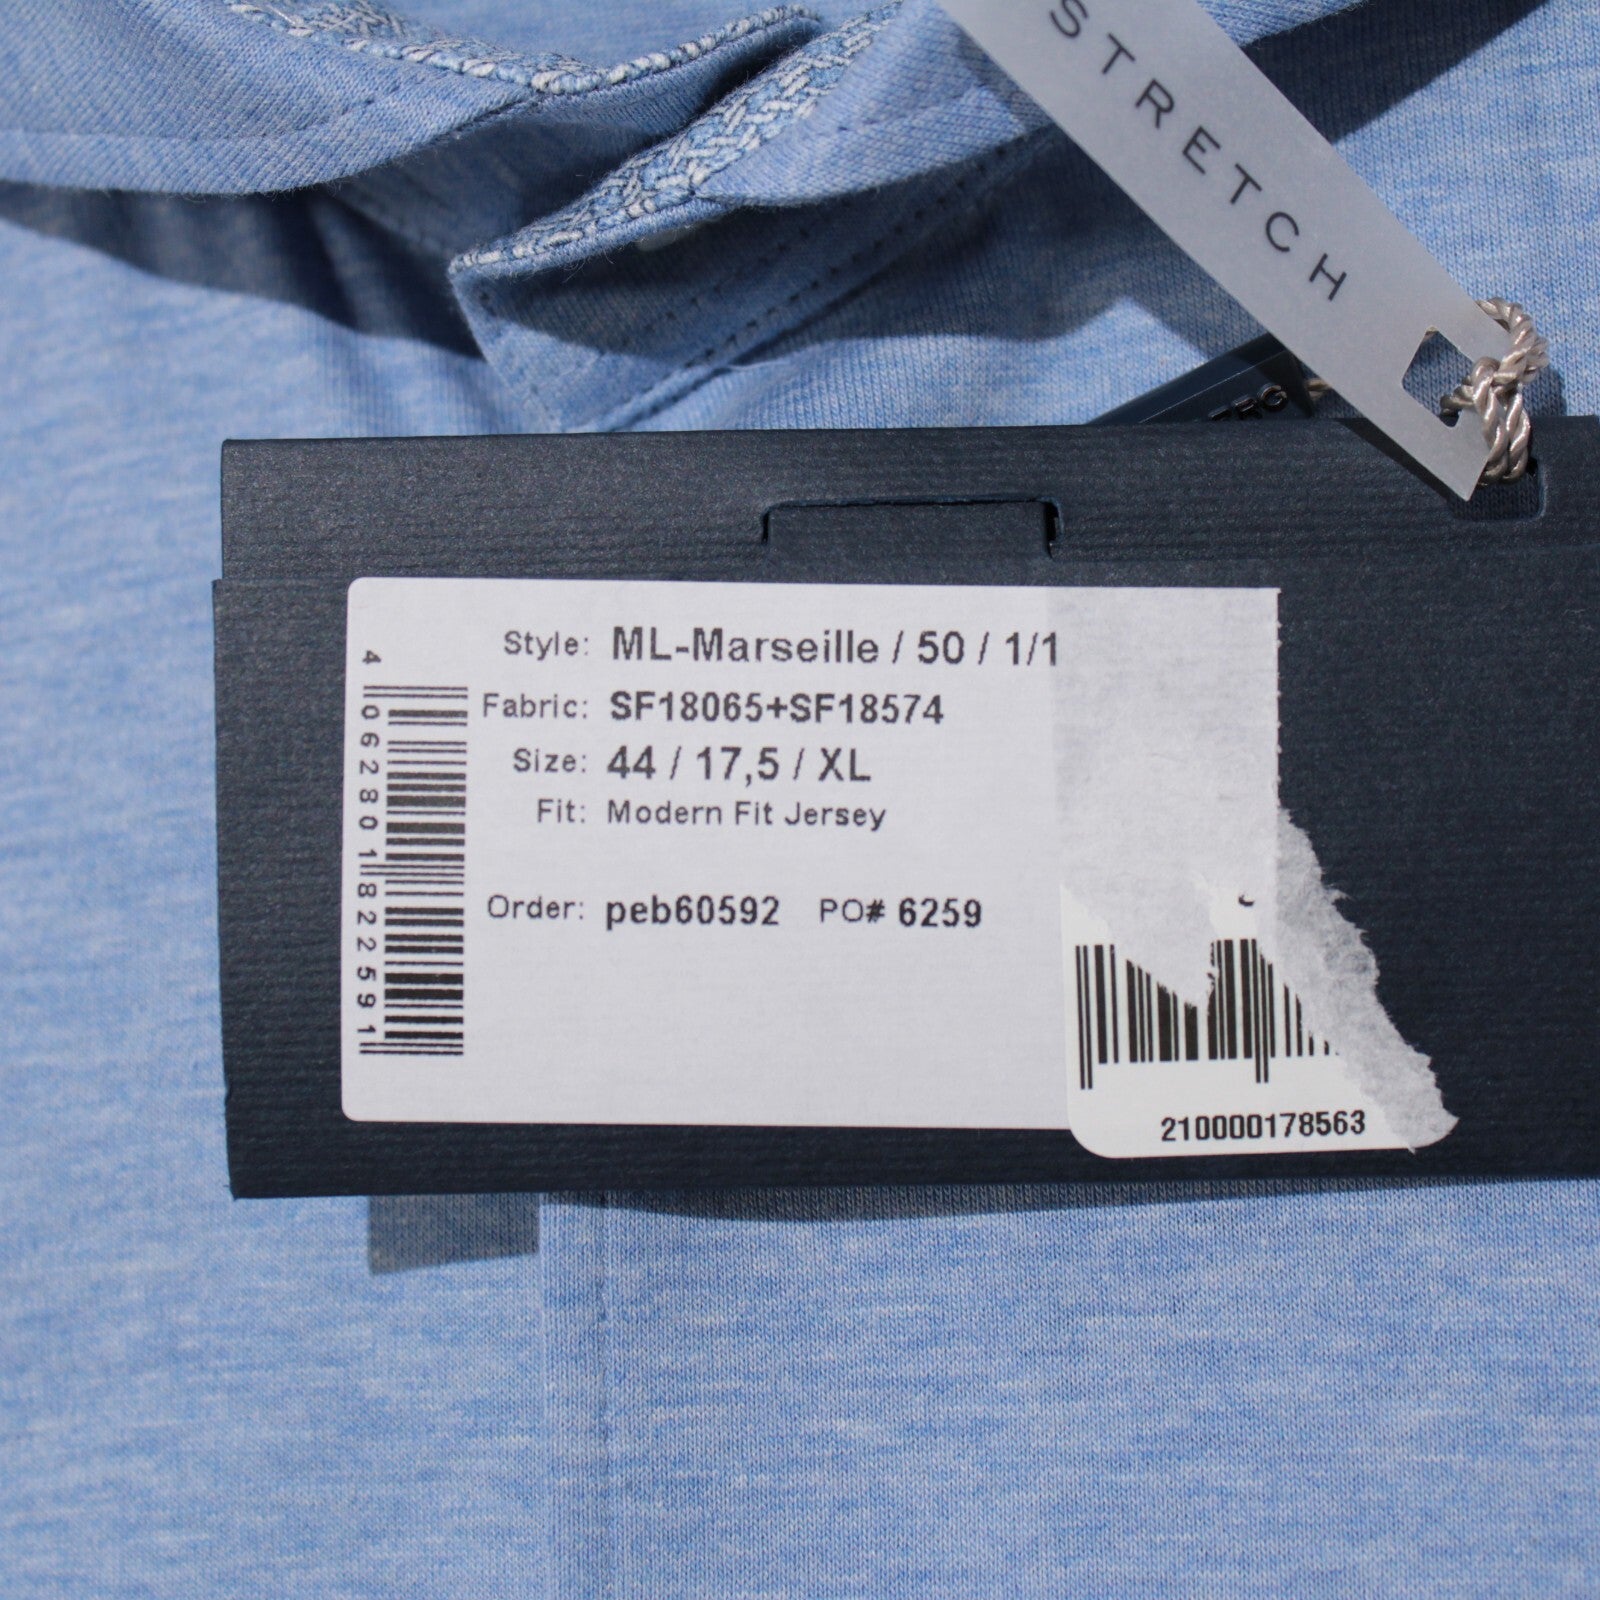 STRETCH
ERG
Style: ML-Marseille / 50 / 1/1
Fabric: SF18065+SF18574
Size: 44 / 17,5 / XL
Fit: Modern Fit Jersey
Order: peb60592 PO# 6259
4 062801 822591
210000178563